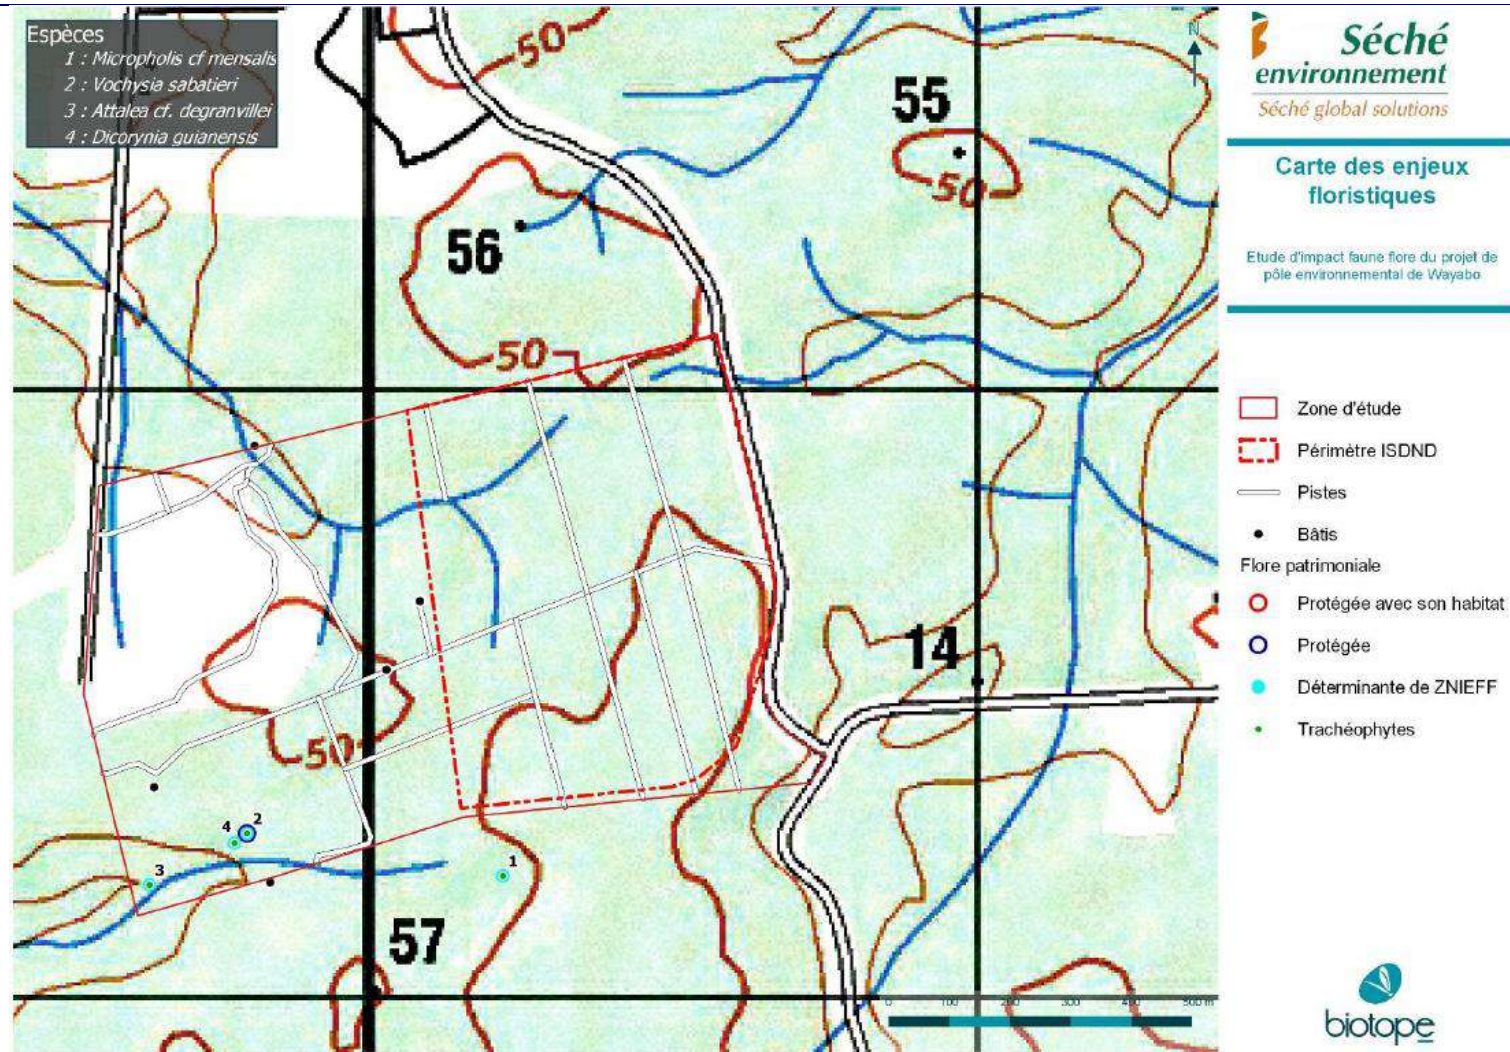 Espèces
1 : Micropholis cf mensalis
2 : Vochysia sabatieri
3 : Attalea cf. degranvillei
4 : Dicorynia guianensis
50
N
55
50
56
50
14
50
4
2
3
1
57
0 100 200 300 400 500 m
Séché
environnement
Séché global solutions
Carte des enjeux
floristiques
Etude d'impact faune flore du projet de
pôle environnemental de Wayabo
Zone d'étude
Périmètre ISDND
Pistes
Bâtis
Flore patrimoniale
Protégée avec son habitat
Protégée
Déterminante de ZNIEFF
Trachéophytes
biotope